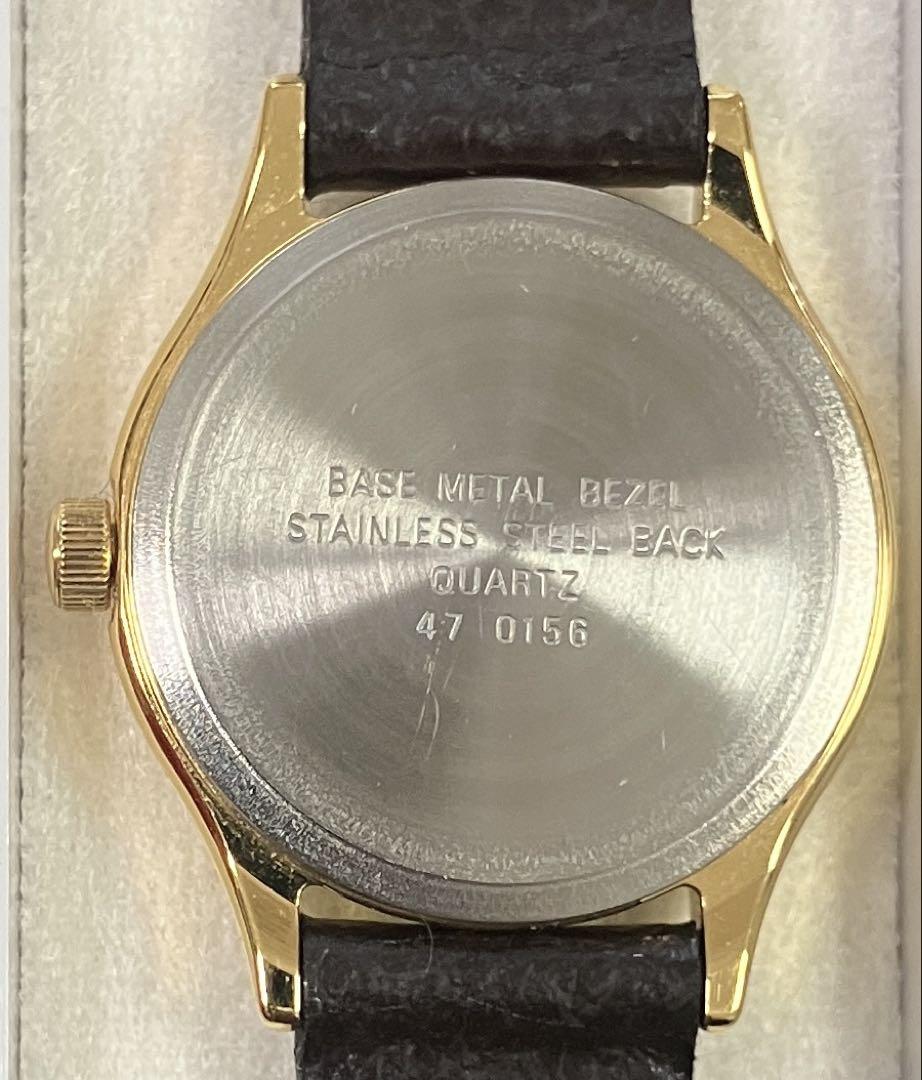 BASE METAL BEZEL
STAINLESS STEEL BACK
QUARTZ
47 0156